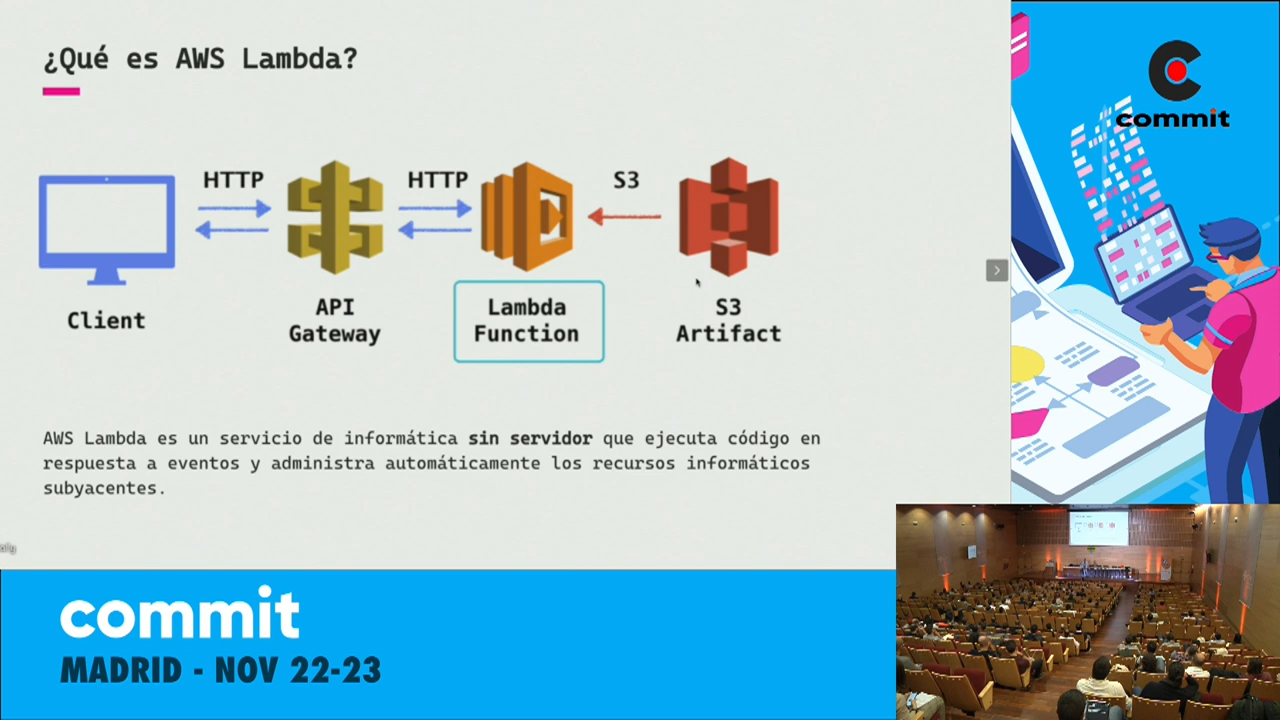 ¿Qué es AWS Lambda?
HTTP
HTTP
S3
Client
API
Gateway
Lambda
Function
S3
Artifact
AWS Lambda es un servicio de informática sin servidor que ejecuta código en
respuesta a eventos y administra automáticamente los recursos informáticos
subyacentes.
commit
commit
MADRID - NOV 22-23